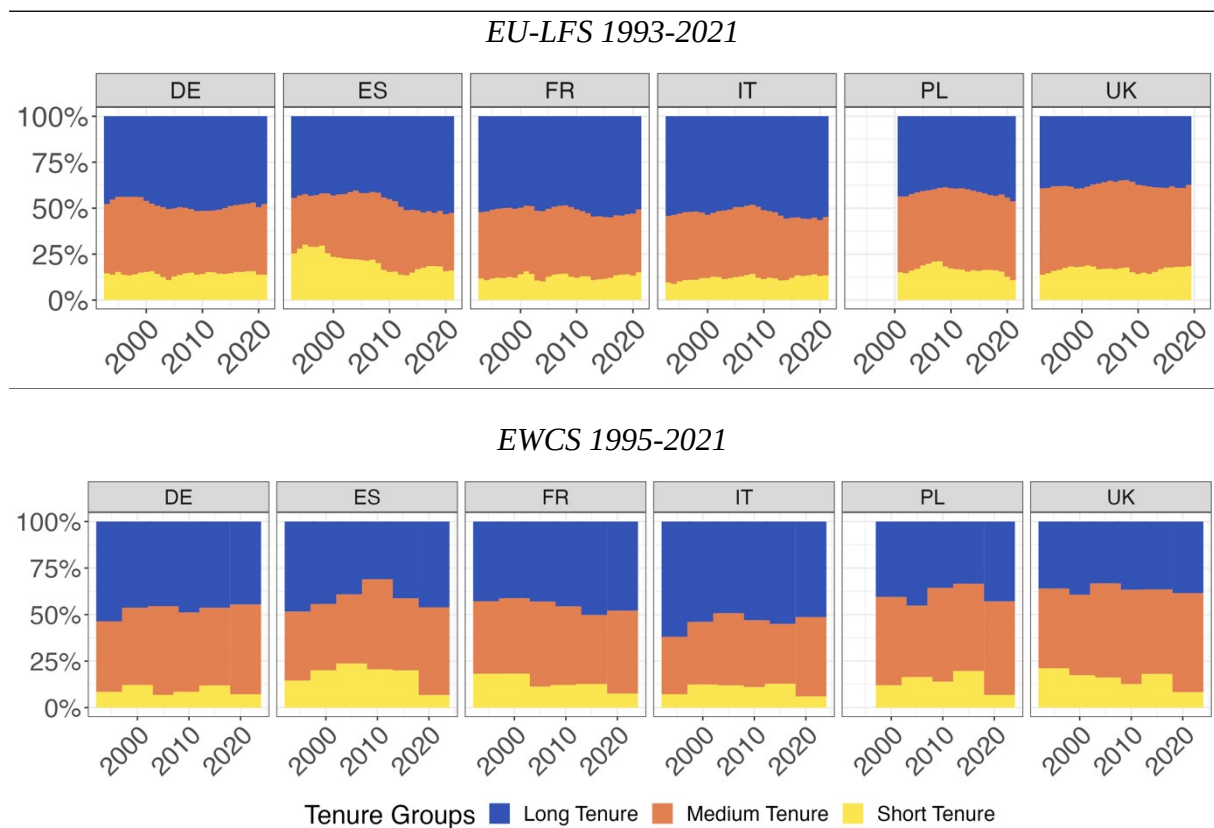 EU-LFS 1993-2021
DE ES FR IT PL UK
100%
75%
50%
25%
0%
2000 2010 2020 2000 2010 2020 2000 2010 2020 2000 2010 2020 2000 2010 2020 2000 2010 2020
EWCS 1995-2021
DE ES FR IT PL UK
100%
75%
50%
25%
0%
2000 2010 2020 2000 2010 2020 2000 2010 2020 2000 2010 2020 2000 2010 2020 2000 2010 2020
Tenure Groups Long Tenure Medium Tenure Short Tenure